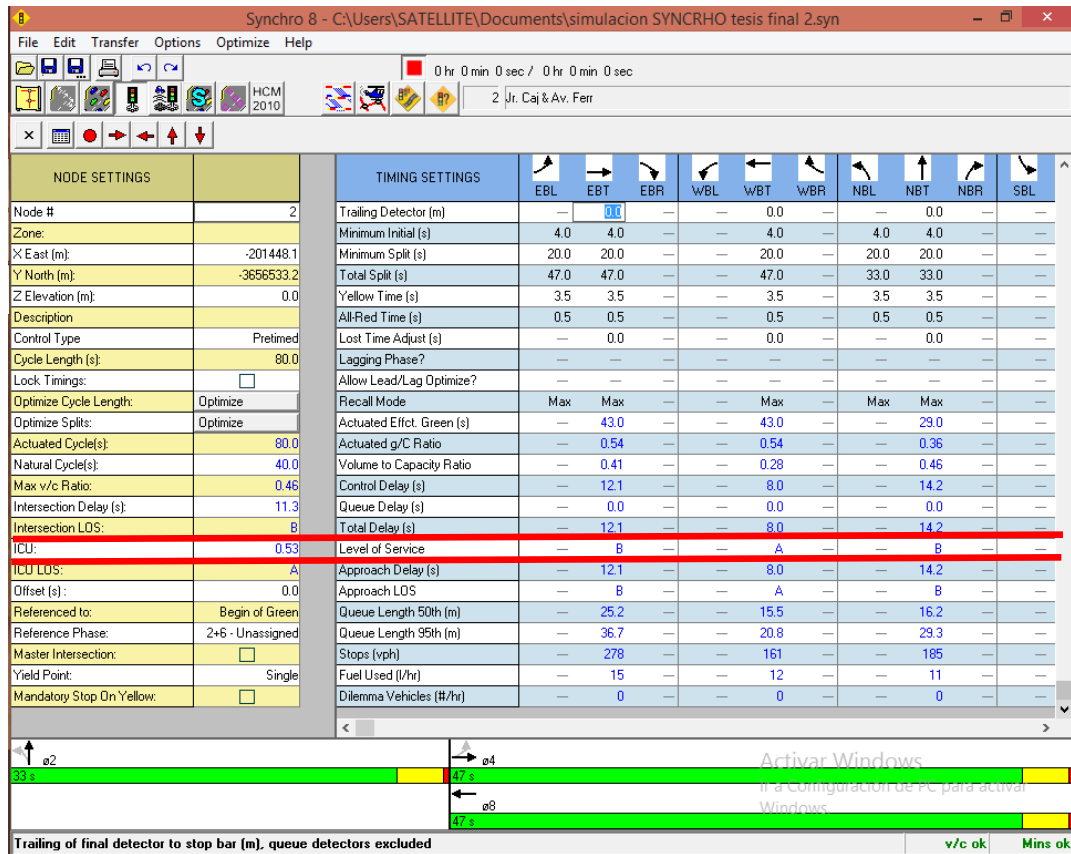 Synchro 8 - C:\Users\SATELLITE\Documents\simulacion SYNCRHO tesis final 2.syn
File Edit Transfer Options Optimize Help
0 hr 0 min 0 sec / 0 hr 0 min 0 sec
HCM 2010 2 Jr. Caj & Av. Ferr
NODE SETTINGS
Node # 2
Zone:
X East (m): -201448.1
Y North (m): -3656533.2
Z Elevation (m): 0.0
Description
Control Type Pretimed
Cycle Length (s): 80.0
Lock Timings:
Optimize Cycle Length: Optimize
Optimize Splits: Optimize
Actuated Cycle(s): 80.0
Natural Cycle(s): 40.0
Max v/c Ratio: 0.46
Intersection Delay (s): 11.3
Intersection LOS: B
ICU: 0.53
ICU LOS: A
Offset (s) : 0.0
Referenced to: Begin of Green
Reference Phase: 2+6 - Unassigned
Master Intersection:
Yield Point: Single
Mandatory Stop On Yellow:
TIMING SETTINGS EBL EBT EBR WBL WBT WBR NBL NBT NBR SBL
Trailing Detector (m) — 0.0 — — 0.0 — — 0.0 — —
Minimum Initial (s) 4.0 4.0 — — 4.0 — 4.0 4.0 — —
Minimum Split (s) 20.0 20.0 — — 20.0 — 20.0 20.0 — —
Total Split (s) 47.0 47.0 — — 47.0 — 33.0 33.0 — —
Yellow Time (s) 3.5 3.5 — — 3.5 — 3.5 3.5 — —
All-Red Time (s) 0.5 0.5 — — 0.5 — 0.5 0.5 — —
Lost Time Adjust (s) — 0.0 — — 0.0 — — 0.0 — —
Lagging Phase? — — — — — — — — — —
Allow Lead/Lag Optimize? — — — — — — — — — —
Recall Mode Max Max — — Max — Max Max — —
Actuated Effct. Green (s) — 43.0 — — 43.0 — — 29.0 — —
Actuated g/C Ratio — 0.54 — — 0.54 — — 0.36 — —
Volume to Capacity Ratio — 0.41 — — 0.28 — — 0.46 — —
Control Delay (s) — 12.1 — — 8.0 — — 14.2 — —
Queue Delay (s) — 0.0 — — 0.0 — — 0.0 — —
Total Delay (s) — 12.1 — — 8.0 — — 14.2 — —
Level of Service — B — — A — — B — —
Approach Delay (s) — 12.1 — — 8.0 — — 14.2 — —
Approach LOS — B — — A — — B — —
Queue Length 50th (m) — 25.2 — — 15.5 — — 16.2 — —
Queue Length 95th (m) — 36.7 — — 20.8 — — 29.3 — —
Stops (vph) — 278 — — 161 — — 185 — —
Fuel Used (l/hr) — 15 — — 12 — — 11 — —
Dilemma Vehicles (#/hr) — 0 — — 0 — — 0 — —
ø2
33 s
ø4
47 s
ø8
47 s
Activar Windows
Ir a Configuración de PC para activar
Windows.
Trailing of final detector to stop bar (m), queue detectors excluded v/c ok Mins ok